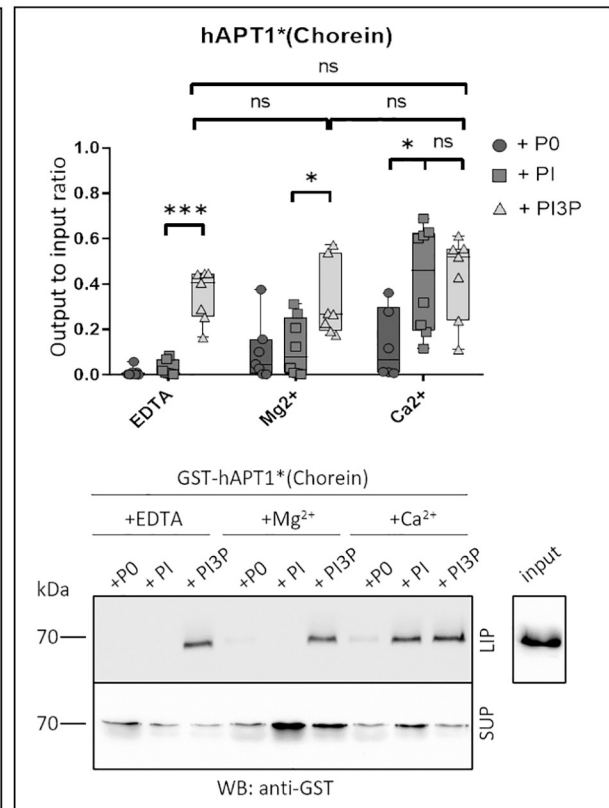 hAPT1*(Chorein)
ns
ns
ns
* ns
*
***
Output to input ratio
1.0
0.8
0.6
0.4
0.2
0.0
EDTA
Mg2+
Ca2+
+ P0
+ PI
+ PI3P
GST-hAPT1*(Chorein)
+EDTA +Mg²⁺ +Ca²⁺
+P0 + PI + PI3P +P0 + PI + PI3P +P0 + PI + PI3P input
kDa
70
LIP
70
SUP
WB: anti-GST